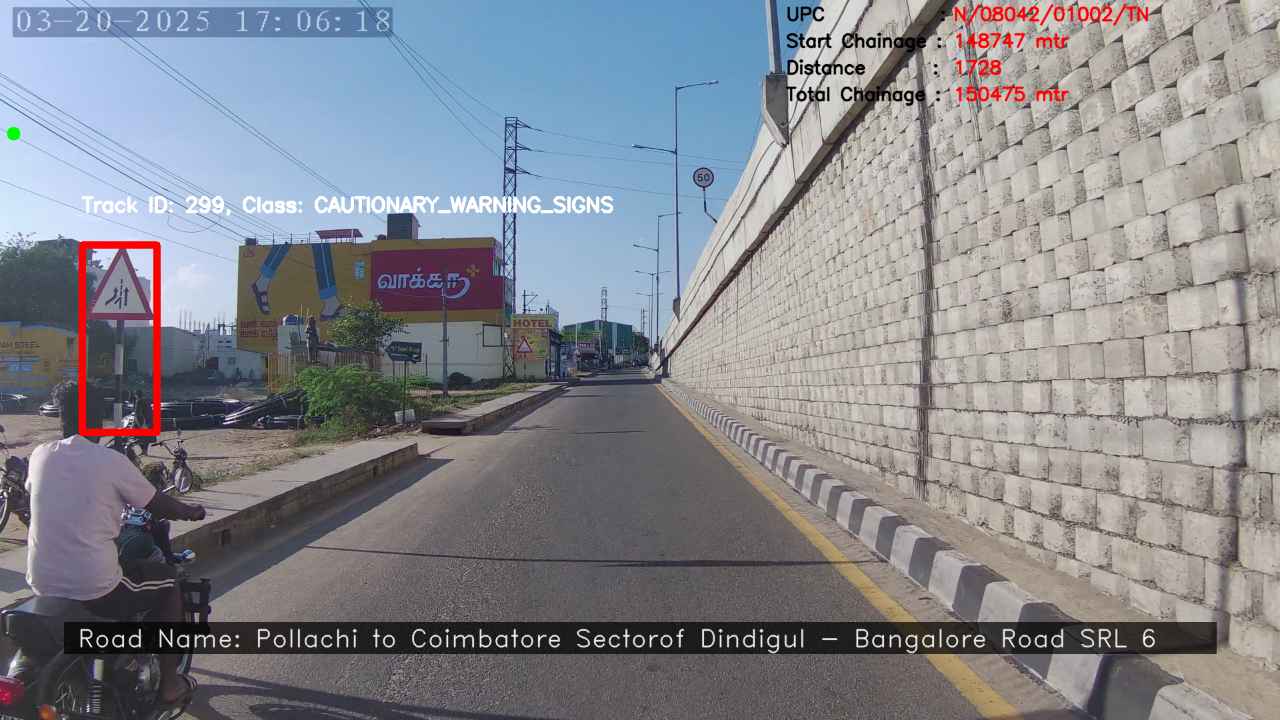 03-20-2025 17:06:18
UPC : N/08042/01002/TN
Start Chainage : 148747 mtr
Distance : 1728
Total Chainage : 150475 mtr
50
Track ID: 299, Class: CAUTIONARY_WARNING_SIGNS
HOTEL
STEEL
Road Name: Pollachi to Coimbatore Sectorof Dindigul - Bangalore Road SRL 6